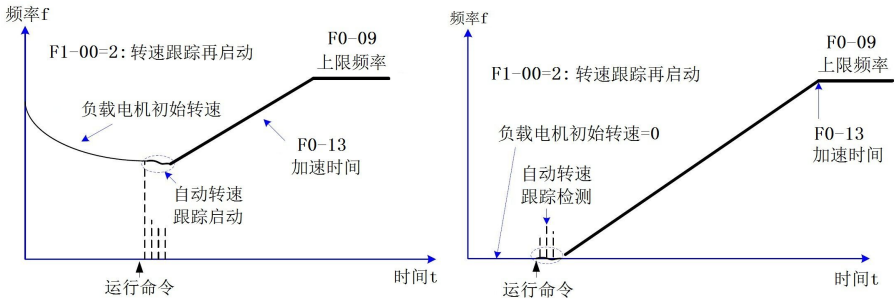 频率f
F1-00=2:转速跟踪再启动
F0-09
上限频率
负载电机初始转速
F0-13
加速时间
自动转速
跟踪启动
运行命令
时间t
频率f
F1-00=2:转速跟踪再启动
F0-09
上限频率
负载电机初始转速=0
F0-13
加速时间
自动转速
跟踪检测
运行命令
时间t